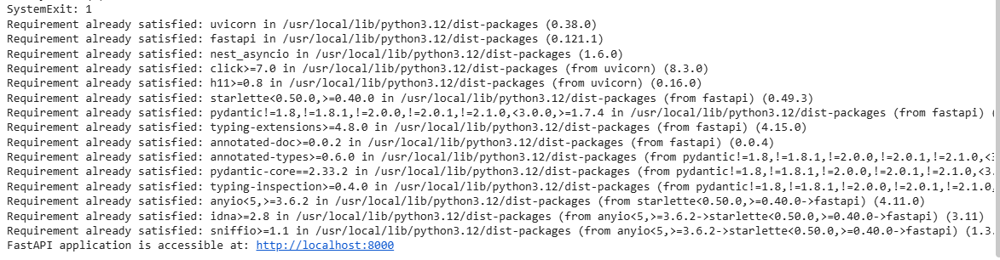 SystemExit: 1
Requirement already satisfied: uvicorn in /usr/local/lib/python3.12/dist-packages (0.38.0)
Requirement already satisfied: fastapi in /usr/local/lib/python3.12/dist-packages (0.121.1)
Requirement already satisfied: nest_asyncio in /usr/local/lib/python3.12/dist-packages (1.6.0)
Requirement already satisfied: click>=7.0 in /usr/local/lib/python3.12/dist-packages (from uvicorn) (8.3.0)
Requirement already satisfied: h11>=0.8 in /usr/local/lib/python3.12/dist-packages (from uvicorn) (0.16.0)
Requirement already satisfied: starlette<0.50.0,>=0.40.0 in /usr/local/lib/python3.12/dist-packages (from fastapi) (0.49.3)
Requirement already satisfied: pydantic!=1.8,!=1.8.1,!=2.0.0,!=2.0.1,!=2.1.0,<3.0.0,>=1.7.4 in /usr/local/lib/python3.12/dist-packages (from fastapi) (
Requirement already satisfied: typing-extensions>=4.8.0 in /usr/local/lib/python3.12/dist-packages (from fastapi) (4.15.0)
Requirement already satisfied: annotated-doc>=0.0.2 in /usr/local/lib/python3.12/dist-packages (from fastapi) (0.0.4)
Requirement already satisfied: annotated-types>=0.6.0 in /usr/local/lib/python3.12/dist-packages (from pydantic!=1.8,!=1.8.1,!=2.0.0,!=2.0.1,!=2.1.0,<3
Requirement already satisfied: pydantic-core==2.33.2 in /usr/local/lib/python3.12/dist-packages (from pydantic!=1.8,!=1.8.1,!=2.0.0,!=2.0.1,!=2.1.0,<3.
Requirement already satisfied: typing-inspection>=0.4.0 in /usr/local/lib/python3.12/dist-packages (from pydantic!=1.8,!=1.8.1,!=2.0.0,!=2.0.1,!=2.1.0,
Requirement already satisfied: anyio<5,>=3.6.2 in /usr/local/lib/python3.12/dist-packages (from starlette<0.50.0,>=0.40.0->fastapi) (4.11.0)
Requirement already satisfied: idna>=2.8 in /usr/local/lib/python3.12/dist-packages (from anyio<5,>=3.6.2->starlette<0.50.0,>=0.40.0->fastapi) (3.11)
Requirement already satisfied: sniffio>=1.1 in /usr/local/lib/python3.12/dist-packages (from anyio<5,>=3.6.2->starlette<0.50.0,>=0.40.0->fastapi) (1.3.
FastAPI application is accessible at: http://localhost:8000